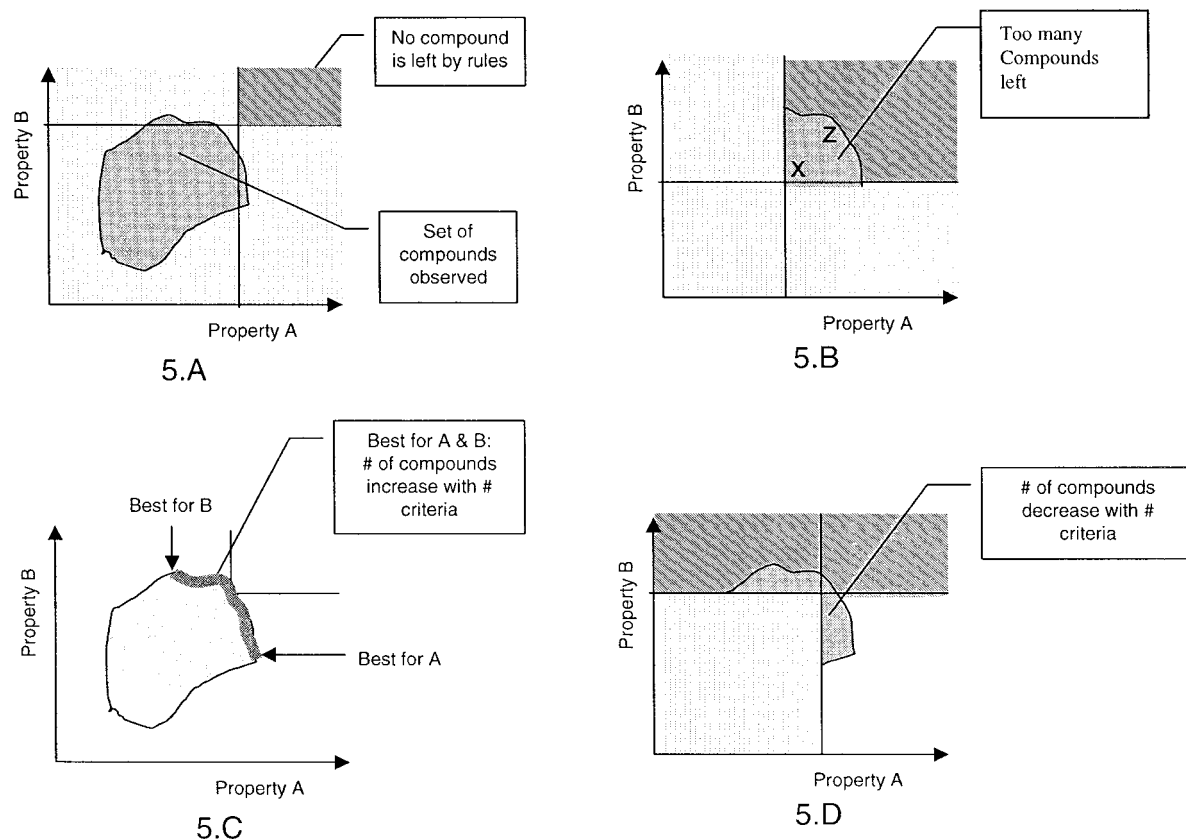 No compound
is left by rules
Property B
Set of
compounds
observed
Property A
5.A
Too many
Compounds
left
Property B
Z
X
Property A
5.B
Best for A & B:
# of compounds
increase with #
criteria
Best for B
Property B
Best for A
Property A
5.C
# of compounds
decrease with #
criteria
Property B
Property A
5.D